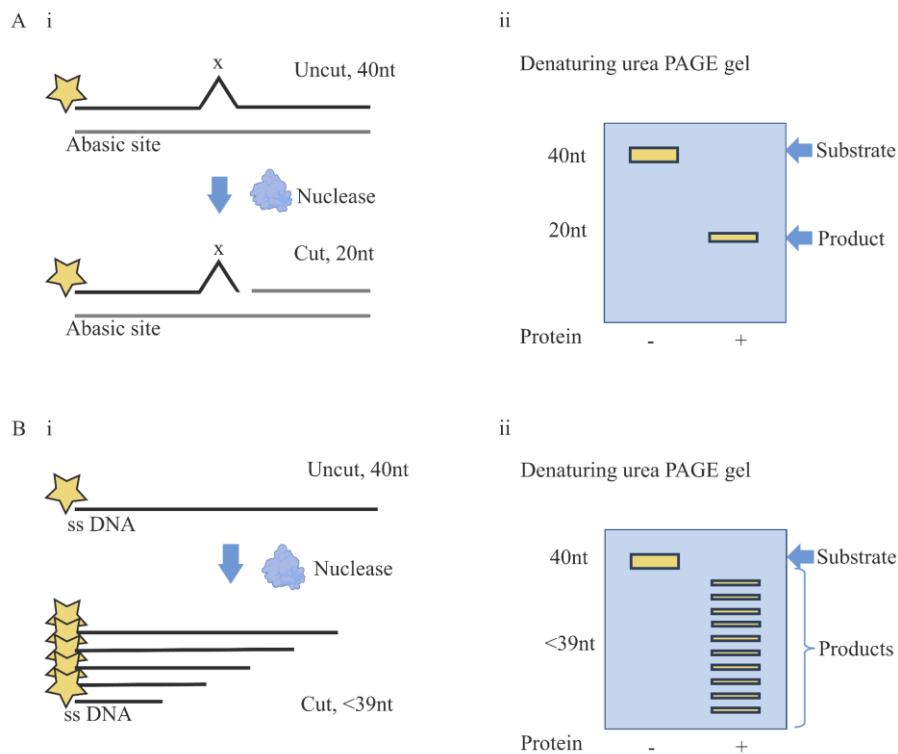 A i
x
Uncut, 40nt
Abasic site
Nuclease
x
Cut, 20nt
Abasic site
ii
Denaturing urea PAGE gel
40nt
Substrate
20nt
Product
Protein - +
B i
Uncut, 40nt
ss DNA
Nuclease
ss DNA
Cut, <39nt
ii
Denaturing urea PAGE gel
40nt
Substrate
<39nt
Products
Protein - +